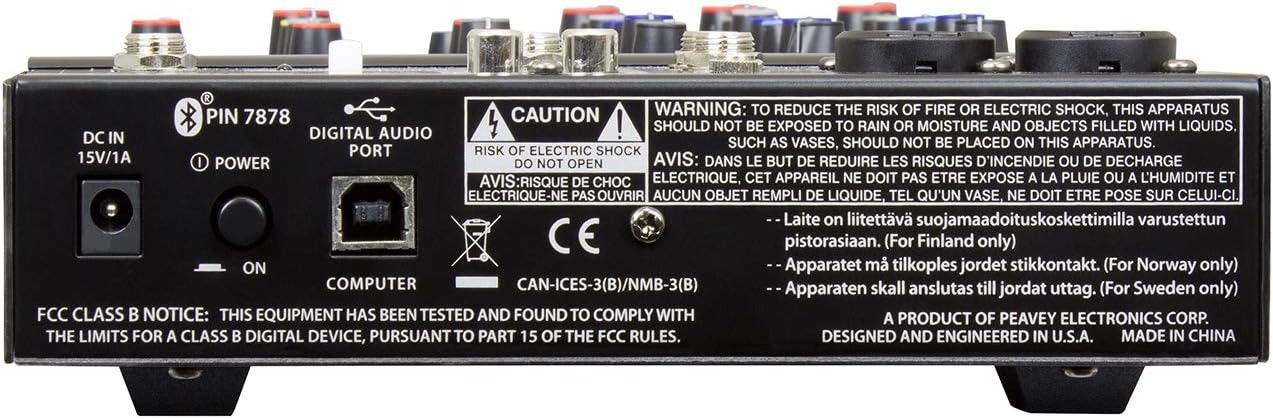 ® PIN 7878
DC IN
15V/1A
POWER
ON
DIGITAL AUDIO
PORT
COMPUTER
CAUTION
RISK OF ELECTRIC SHOCK
DO NOT OPEN
AVIS: RISQUE DE CHOC
ELECTRIQUE-NE PAS OUVRIR
WARNING: TO REDUCE THE RISK OF FIRE OR ELECTRIC SHOCK, THIS APPARATUS
SHOULD NOT BE EXPOSED TO RAIN OR MOISTURE AND OBJECTS FILLED WITH LIQUIDS,
SUCH AS VASES, SHOULD NOT BE PLACED ON THIS APPARATUS.
AVIS: DANS LE BUT DE REDUIRE LES RISQUES D'INCENDIE OU DE DECHARGE
ELECTRIQUE, CET APPAREIL NE DOIT PAS ETRE EXPOSE A LA PLUIE OU A L'HUMIDITE ET
AUCUN OBJET REMPLI DE LIQUIDE, TEL QU'UN VASE, NE DOIT ETRE POSE SUR CELUI-CI.
CE
CAN-ICES-3(B)/NMB-3(B)
-- Laite on liitettävä suojamaadoituskoskettimilla varustettun
pistorasiaan. (For Finland only)
-- Apparatet må tilkoples jordet stikkontakt. (For Norway only)
-- Apparaten skall anslutas till jordat uttag. (For Sweden only)
FCC CLASS B NOTICE: THIS EQUIPMENT HAS BEEN TESTED AND FOUND TO COMPLY WITH
THE LIMITS FOR A CLASS B DIGITAL DEVICE, PURSUANT TO PART 15 OF THE FCC RULES.
A PRODUCT OF PEAVEY ELECTRONICS CORP.
DESIGNED AND ENGINEERED IN U.S.A. MADE IN CHINA